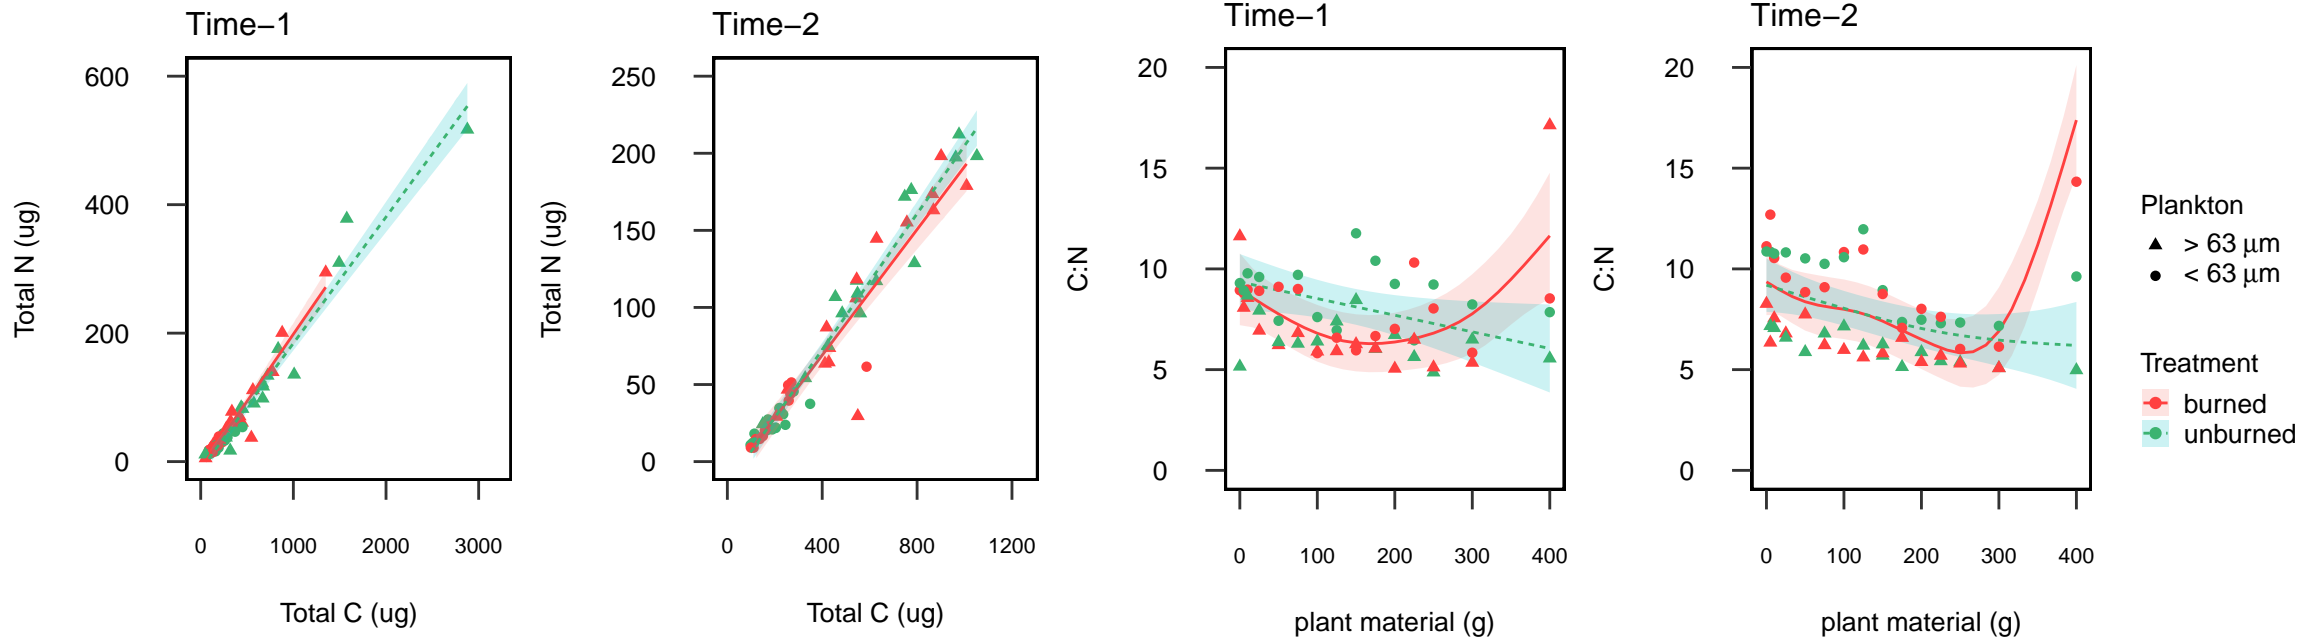 Time−1
600
400
200
0
Total N (ug)
0 1000 2000 3000
Total C (ug)
Time−2
250
200
150
100
50
0
Total N (ug)
0 400 800 1200
Total C (ug)
Time−1
20
15
10
5
0
C:N
0 100 200 300 400
plant material (g)
Time−2
20
15
10
5
0
C:N
0 100 200 300 400
plant material (g)
Plankton
> 63 μm
< 63 μm
Treatment
burned
unburned